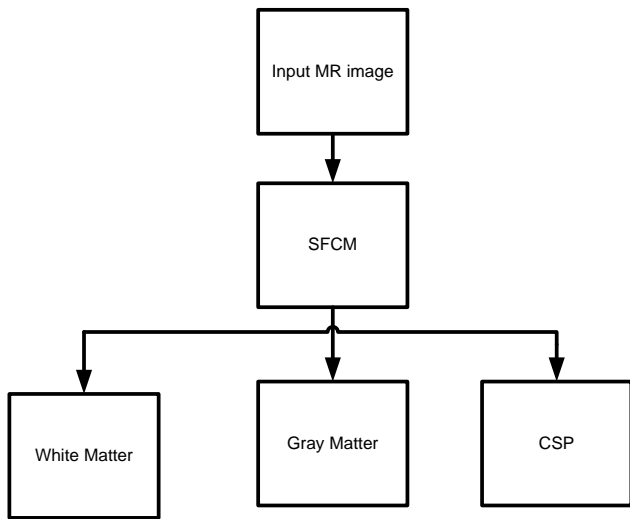 Input MR image
SFCM
White Matter
Gray Matter
CSP